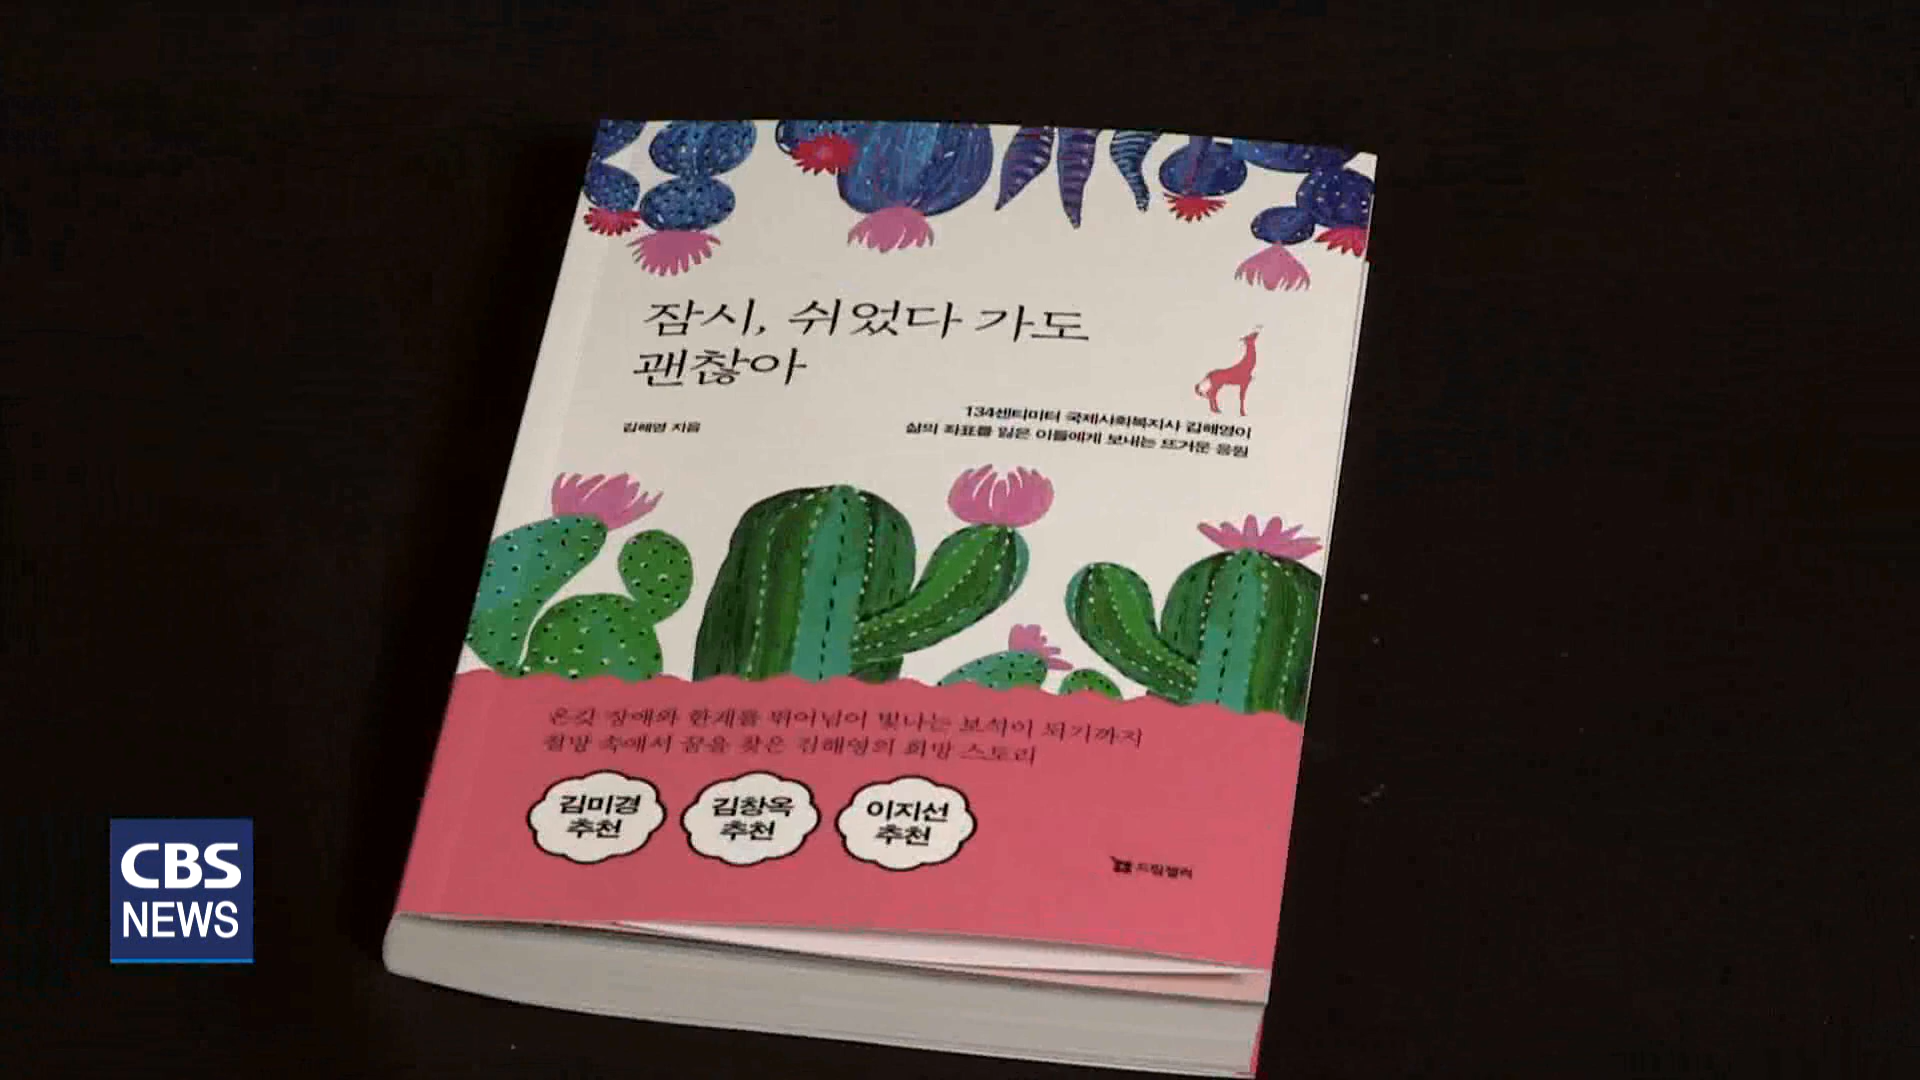 잠시, 쉬었다 가도
괜찮아
김해영 지음
134센티미터 국제사회복지사 김해영이
삶의 좌표를 잃은 이들에게 보내는 뜨거운 응원
온갖 장애와 한계를 뛰어넘어 빛나는 보석이 되기까지
절망 속에서 꿈을 찾은 김해영의 희망 스토리
김미경
추천
김창옥
추천
이지선
추천
드림셀러
CBS
NEWS